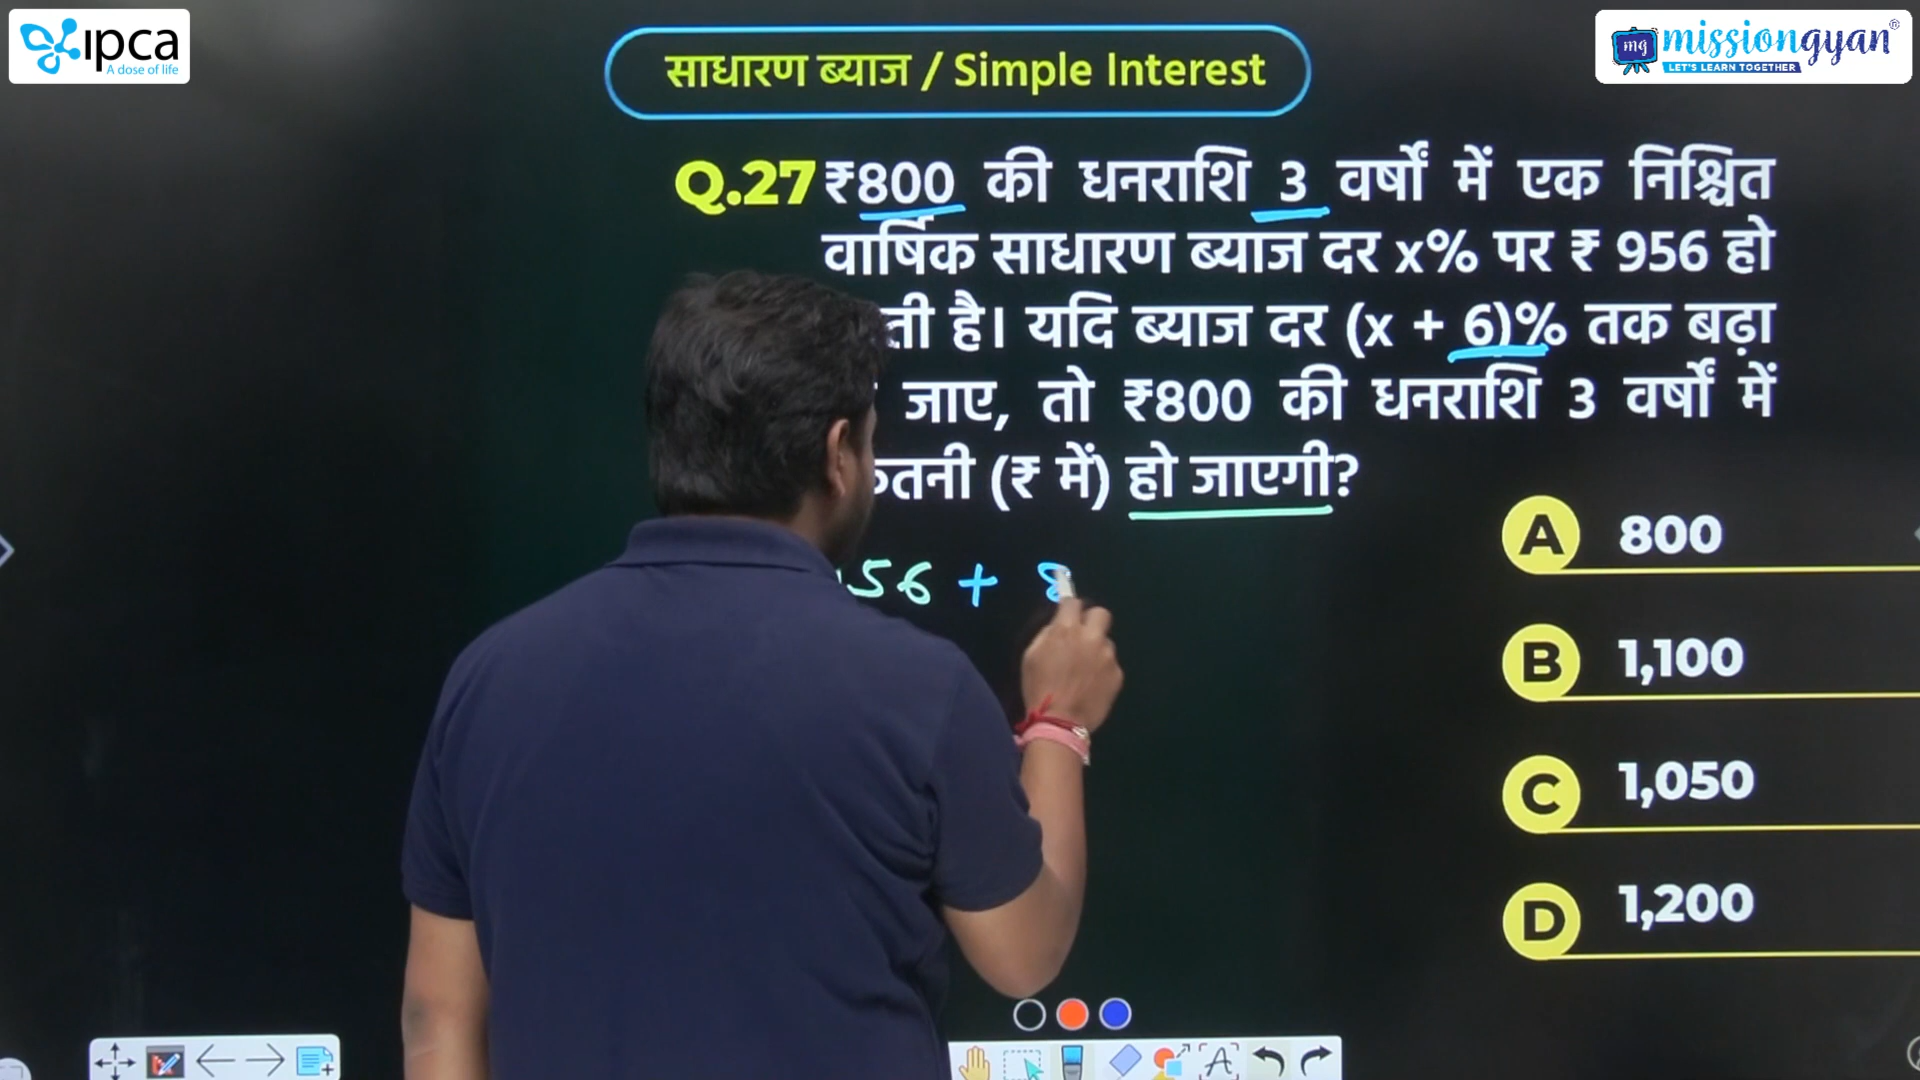 ipca
A dose of life
missiongyan®
LET'S LEARN TOGETHER
mg
साधारण ब्याज / Simple Interest
Q.27 ₹800 की धनराशि 3 वर्षों में एक निश्चित
वार्षिक साधारण ब्याज दर x% पर ₹ 956 हो
है। यदि ब्याज दर (x + 6)% तक बढ़ा
जाए, तो ₹800 की धनराशि 3 वर्षों में
(₹ में) हो जाएगी?
56 + 8
A 800
B 1,100
C 1,050
D 1,200